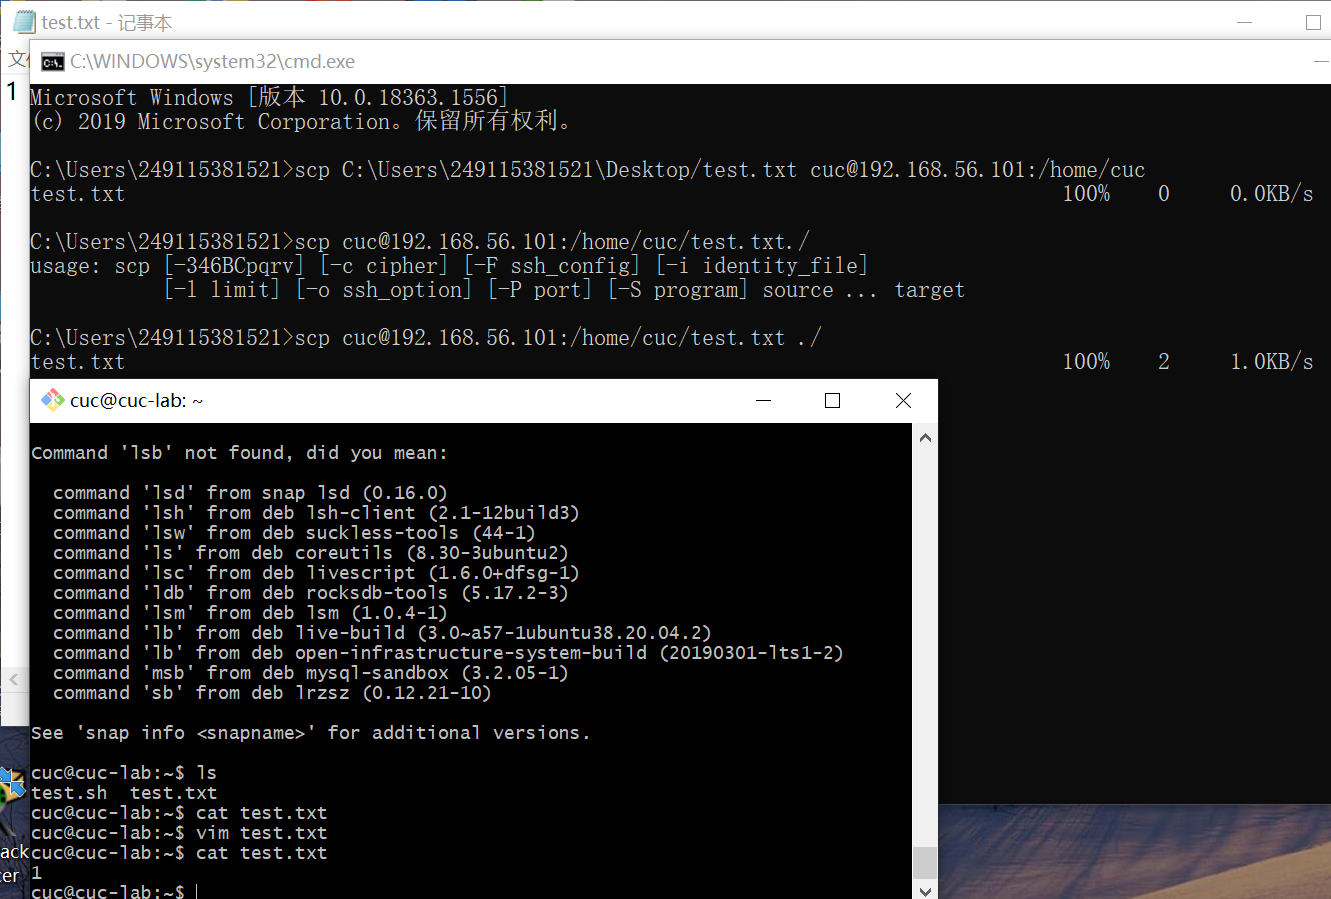 test.txt - 记事本
文
C:\WINDOWS\system32\cmd.exe
1
Microsoft Windows [版本 10.0.18363.1556]
(c) 2019 Microsoft Corporation。保留所有权利。
C:\Users\249115381521>scp C:\Users\249115381521\Desktop/test.txt cuc@192.168.56.101:/home/cuc
test.txt 100% 0 0.0KB/s
C:\Users\249115381521>scp cuc@192.168.56.101:/home/cuc/test.txt./
usage: scp [-346BCpqrv] [-c cipher] [-F ssh_config] [-i identity_file]
[-l limit] [-o ssh_option] [-P port] [-S program] source ... target
C:\Users\249115381521>scp cuc@192.168.56.101:/home/cuc/test.txt ./
test.txt 100% 2 1.0KB/s
cuc@cuc-lab: ~
Command 'lsb' not found, did you mean:
command 'lsd' from snap lsd (0.16.0)
command 'lsh' from deb lsh-client (2.1-12build3)
command 'lsw' from deb suckless-tools (44-1)
command 'ls' from deb coreutils (8.30-3ubuntu2)
command 'lsc' from deb livescript (1.6.0+dfsg-1)
command 'ldb' from deb rocksdb-tools (5.17.2-3)
command 'lsm' from deb lsm (1.0.4-1)
command 'lb' from deb live-build (3.0~a57-1ubuntu38.20.04.2)
command 'lb' from deb open-infrastructure-system-build (20190301-lts1-2)
command 'msb' from deb mysql-sandbox (3.2.05-1)
command 'sb' from deb lrzsz (0.12.21-10)
See 'snap info <snapname>' for additional versions.
cuc@cuc-lab:~$ ls
test.sh test.txt
cuc@cuc-lab:~$ cat test.txt
cuc@cuc-lab:~$ vim test.txt
cuc@cuc-lab:~$ cat test.txt
1
cuc@cuc-lab:~$
ack
er